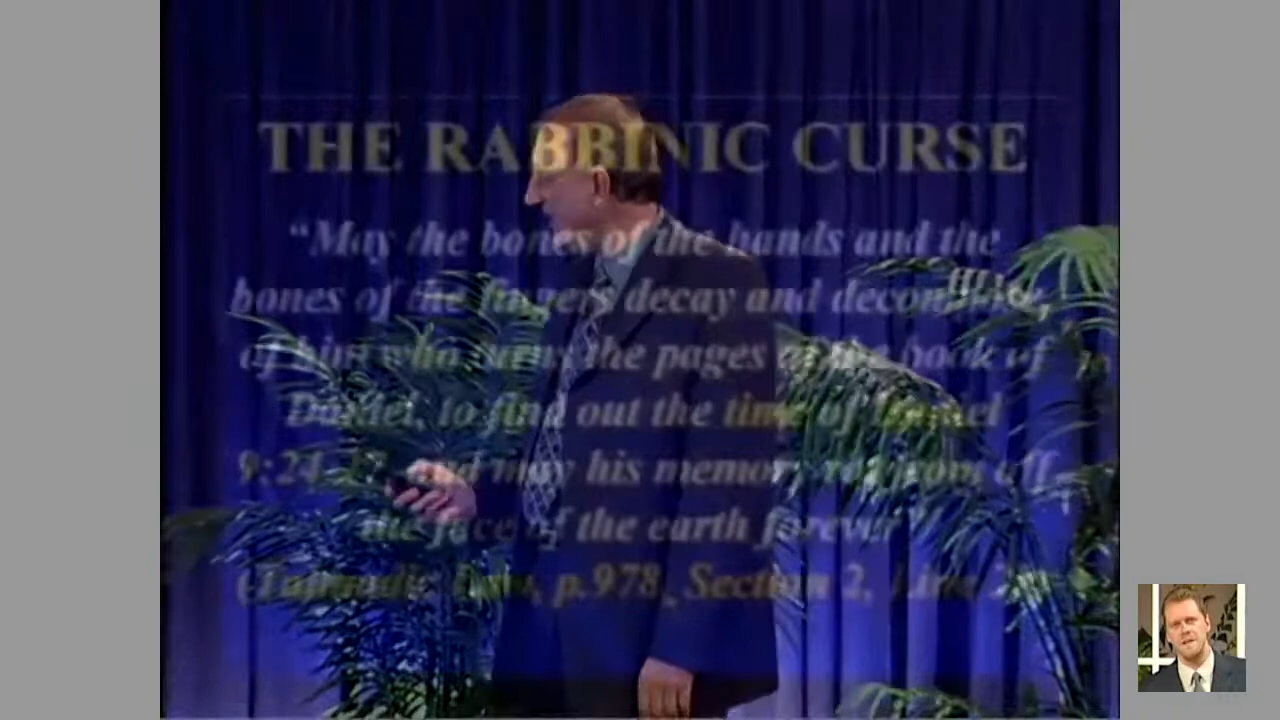 THE RABBINIC CURSE
"May the bones of the hands and the
bones of the fingers decay and decompose
of him who turns the pages of the book of
Daniel, to find out the time of Daniel
9:24-27, and may his memory rot from off
the face of the earth forever"
(Talmudic Law, p.978, Section 2, Line